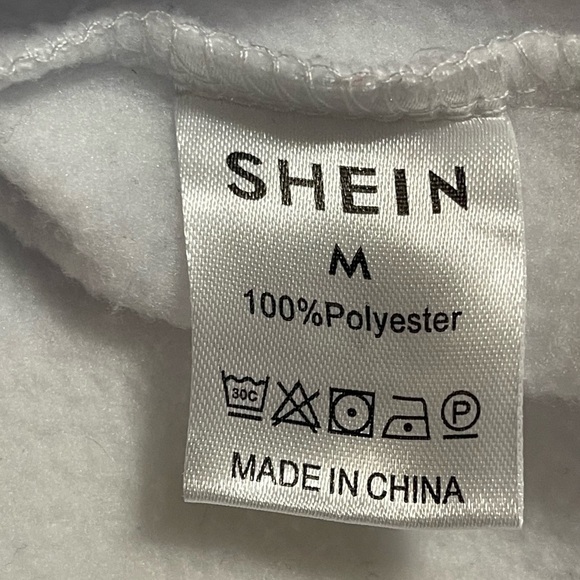 SHEIN
M
100%Polyester
30C P
MADE IN CHINA